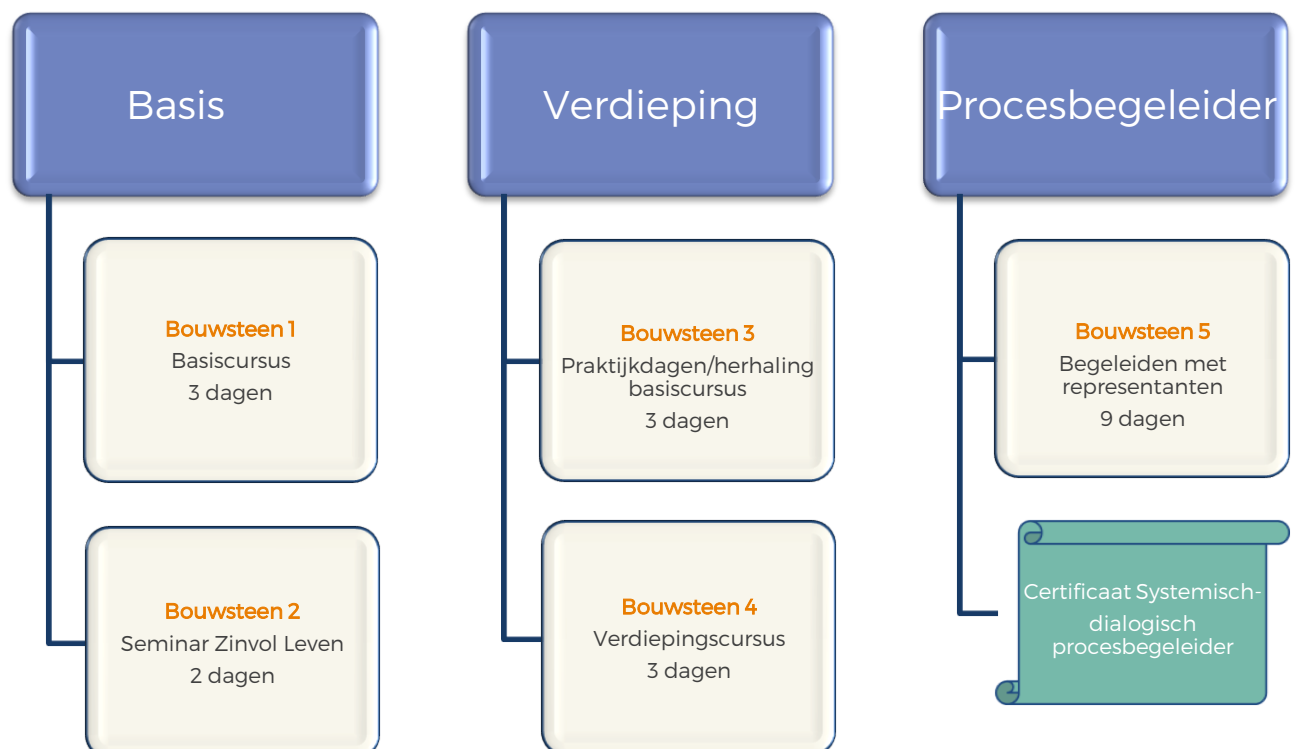 Basis
Bouwsteen 1
Basiscursus
3 dagen
Bouwsteen 2
Seminar Zinvol Leven
2 dagen
Verdieping
Bouwsteen 3
Praktijkdagen/herhaling
basiscursus
3 dagen
Bouwsteen 4
Verdiepingscursus
3 dagen
Procesbegeleider
Bouwsteen 5
Begeleiden met
representanten
9 dagen
Certificaat Systemisch-
dialogisch
procesbegeleider